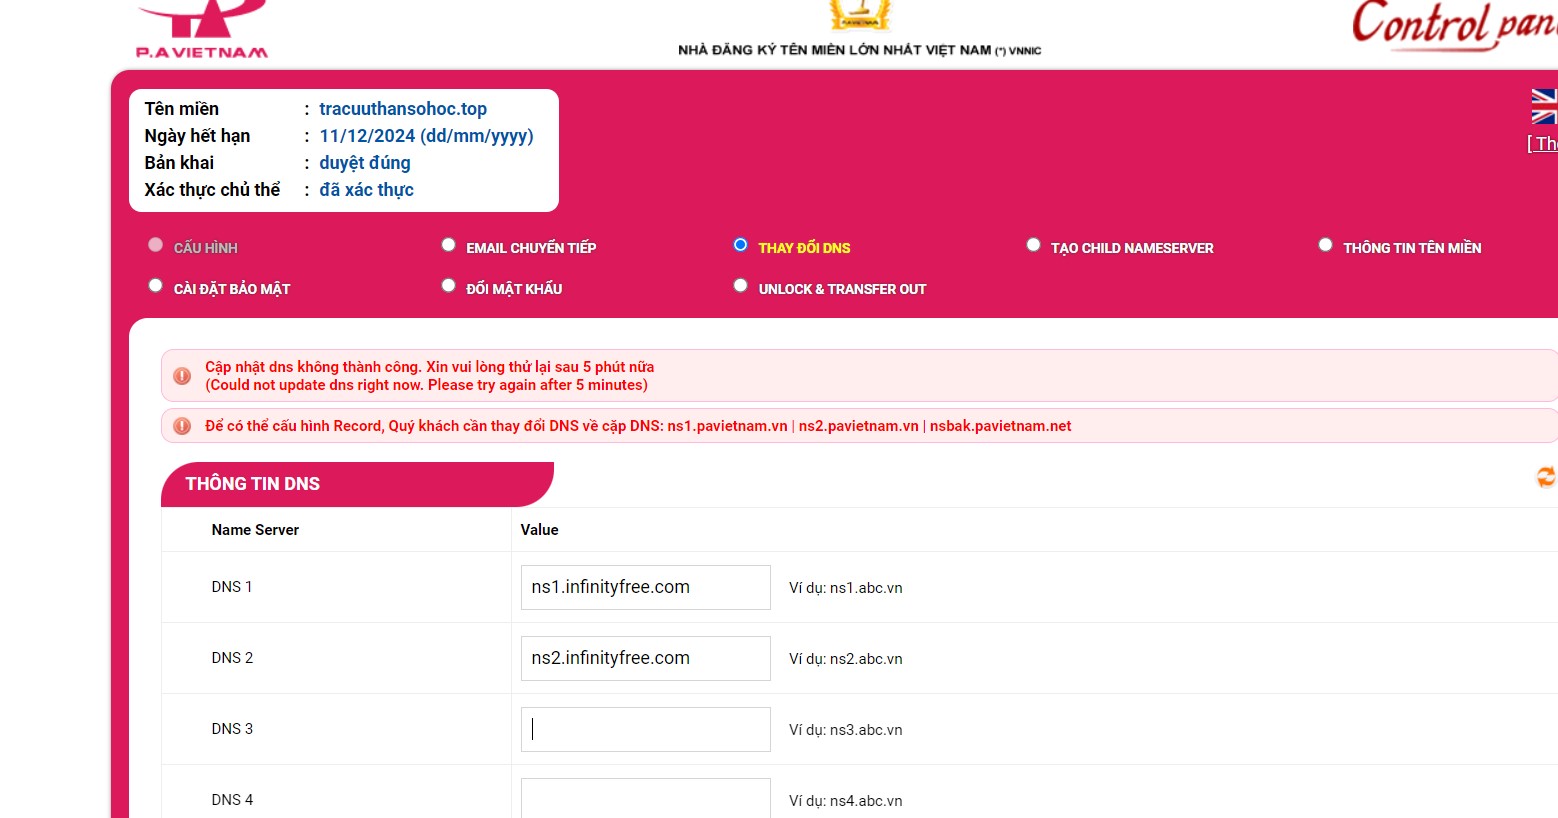 P.A VIETNAM
NHÀ ĐĂNG KÝ TÊN MIỀN LỚN NHẤT VIỆT NAM (*) VNNIC
Control
Tên miền : tracuuthansohoc.top
Ngày hết hạn : 11/12/2024 (dd/mm/yyyy)
Bản khai : duyệt đúng
Xác thực chủ thể : đã xác thực
CẤU HÌNH EMAIL CHUYỂN TIẾP THAY ĐỔI DNS TẠO CHILD NAMESERVER THÔNG TIN TÊN MIỀN
CÀI ĐẶT BẢO MẬT ĐỔI MẬT KHẨU UNLOCK & TRANSFER OUT
Cập nhật dns không thành công. Xin vui lòng thử lại sau 5 phút nữa
(Could not update dns right now. Please try again after 5 minutes)
Để có thể cấu hình Record, Quý khách cần thay đổi DNS về cặp DNS: ns1.pavietnam.vn | ns2.pavietnam.vn | nsbak.pavietnam.net
THÔNG TIN DNS
Name Server Value
DNS 1 ns1.infinityfree.com Ví dụ: ns1.abc.vn
DNS 2 ns2.infinityfree.com Ví dụ: ns2.abc.vn
DNS 3 Ví dụ: ns3.abc.vn
DNS 4 Ví dụ: ns4.abc.vn